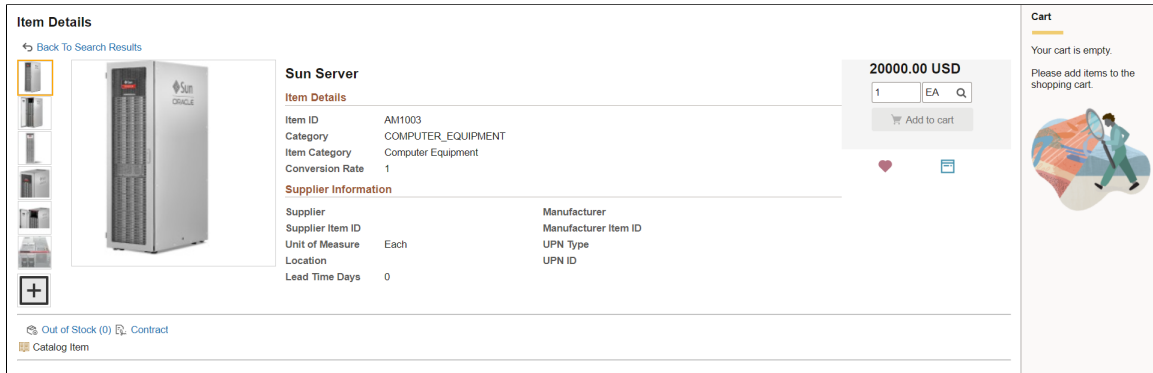 Item Details
Back To Search Results
Sun
ORACLE
Sun Server
Item Details
Item ID AM1003
Category COMPUTER_EQUIPMENT
Item Category Computer Equipment
Conversion Rate 1
Supplier Information
Supplier Manufacturer
Supplier Item ID Manufacturer Item ID
Unit of Measure Each UPN Type
Location UPN ID
Lead Time Days 0
20000.00 USD
1 EA
Add to cart
Out of Stock (0) Contract
Catalog Item
Cart
Your cart is empty.
Please add items to the
shopping cart.